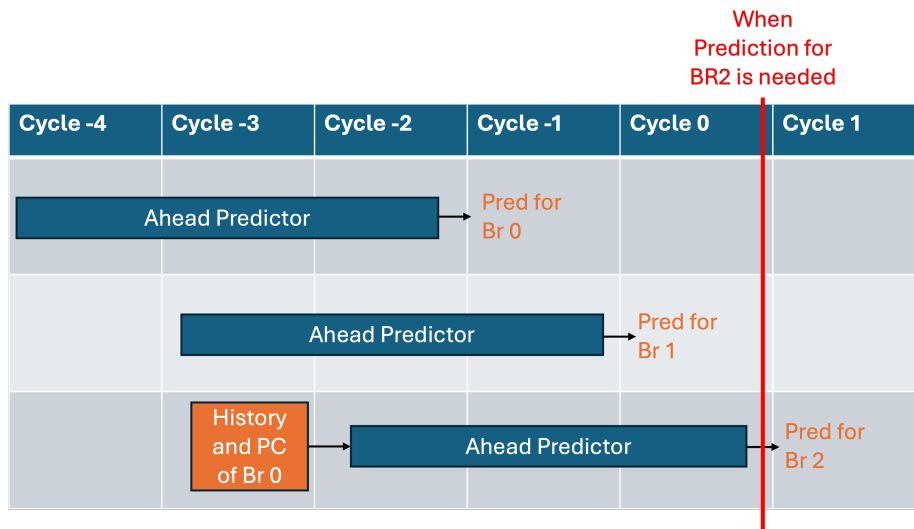 When
Prediction for
BR2 is needed
Cycle -4
Cycle -3
Cycle -2
Cycle -1
Cycle 0
Cycle 1
Ahead Predictor
Pred for
Br 0
Ahead Predictor
Pred for
Br 1
History
and PC
of Br 0
Ahead Predictor
Pred for
Br 2